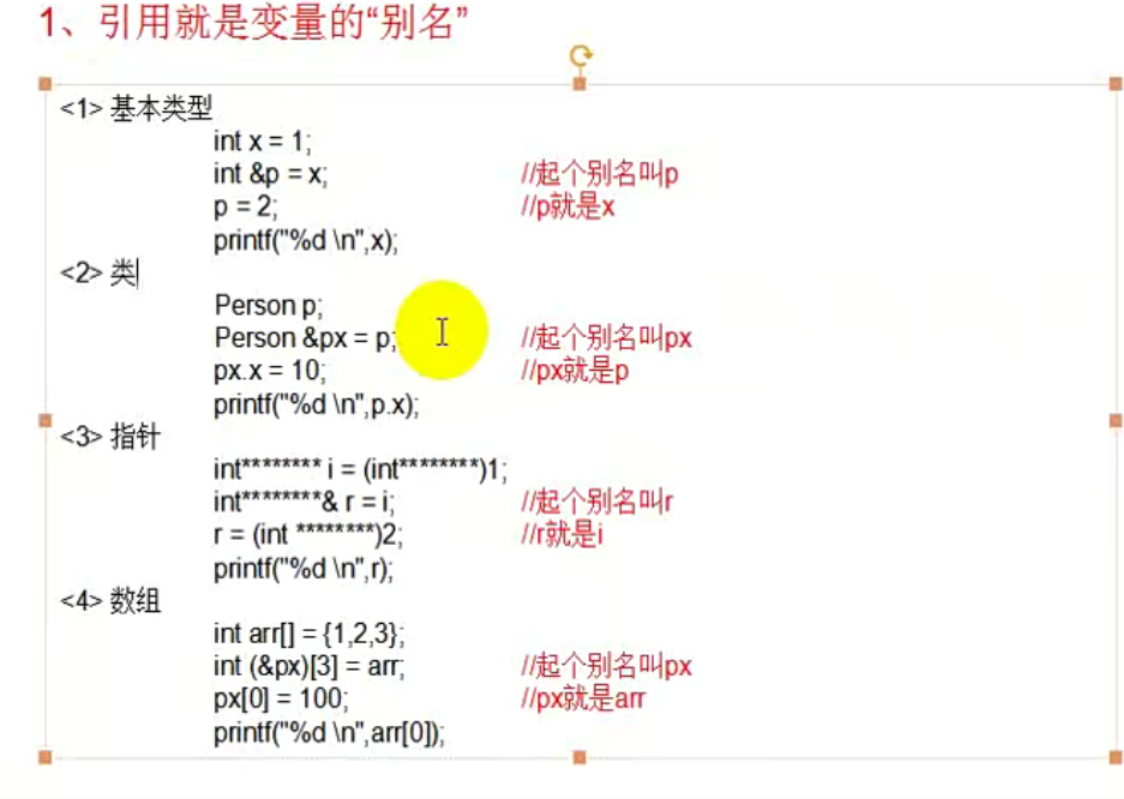 1、引用就是变量的“别名”
<1> 基本类型
int x = 1;
int &p = x; //起个别名叫p
p = 2; //p就是x
printf("%d \n",x);
<2> 类
Person p;
Person &px = p; //起个别名叫px
px.x = 10; //px就是p
printf("%d \n",p.x);
<3> 指针
int******** i = (int********)1;
int********& r = i; //起个别名叫r
r = (int ********)2; //r就是i
printf("%d \n",r);
<4> 数组
int arr[] = {1,2,3};
int (&px)[3] = arr; //起个别名叫px
px[0] = 100; //px就是arr
printf("%d \n",arr[0]);